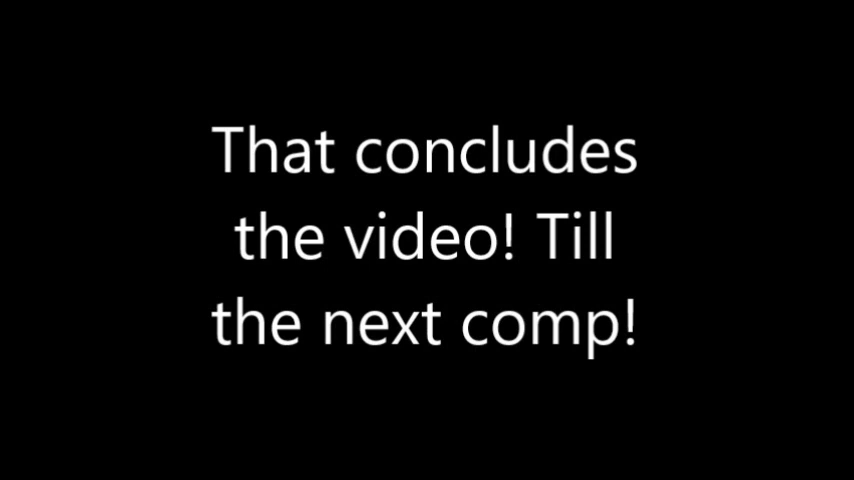 That concludes
the video! Till
the next comp!